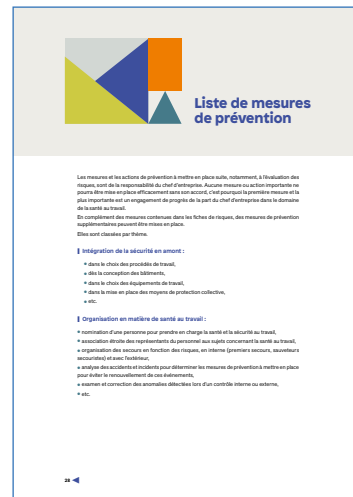 Liste de mesures
de prévention
Les mesures et les actions de prévention à mettre en place suite, notamment, à l'évaluation des
risques, sont de la responsabilité du chef d'entreprise. Aucune mesure ou action importante ne
pourra être mise en place efficacement sans son accord, c'est pourquoi la première mesure et la
plus importante est un engagement de progrès de la part du chef d'entreprise dans le domaine
de la santé au travail.
En complément des mesures contenues dans les fiches de risques, des mesures de prévention
supplémentaires peuvent être mises en place.
Elles sont classées par thème.
Intégration de la sécurité en amont :
• dans le choix des procédés de travail,
• dès la conception des bâtiments,
• dans le choix des équipements de travail,
• dans la mise en place des moyens de protection collective,
• etc.
Organisation en matière de santé au travail :
• nomination d'une personne pour prendre en charge la santé et la sécurité au travail,
• association étroite des représentants du personnel aux sujets concernant la santé au travail,
• organisation des secours en fonction des risques, en interne (premiers secours, sauveteurs
secouristes) et avec l'extérieur,
• analyse des accidents et incidents pour déterminer les mesures de prévention à mettre en place
pour éviter le renouvellement de ces événements,
• examen et correction des anomalies détectées lors d'un contrôle interne ou externe,
• etc.
28